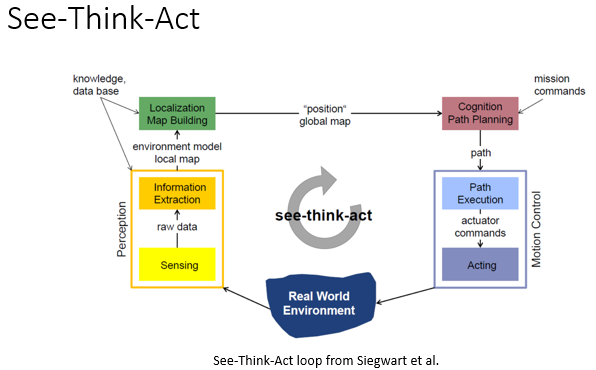 See-Think-Act
knowledge,
data base
Localization
Map Building
"position"
global map
Cognition
Path Planning
mission
commands
environment model
local map
path
Perception
Information
Extraction
raw data
Sensing
see-think-act
Path
Execution
actuator
commands
Acting
Motion Control
Real World
Environment
See-Think-Act loop from Siegwart et al.